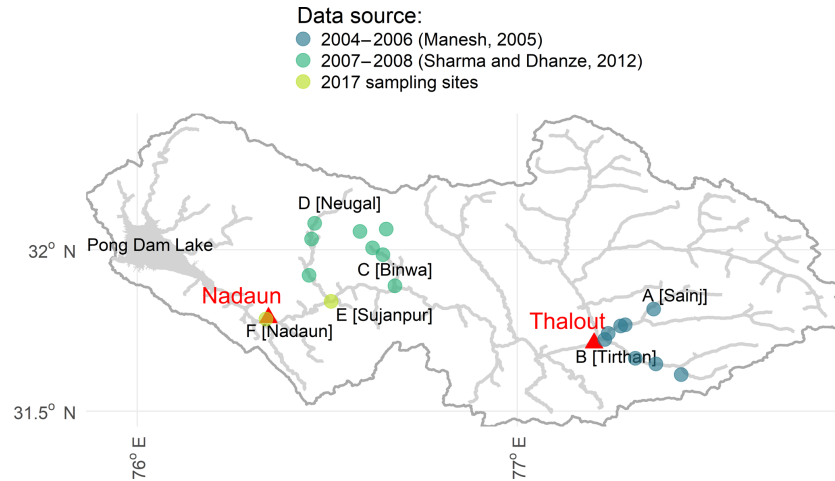 Data source:
2004–2006 (Manesh, 2005)
2007–2008 (Sharma and Dhanze, 2012)
2017 sampling sites
D [Neugal]
Pong Dam Lake
32° N
C [Binwa]
Nadaun
A [Sainj]
E [Sujanpur]
Thalout
F [Nadaun]
B [Tirthan]
31.5° N
76° E
77° E